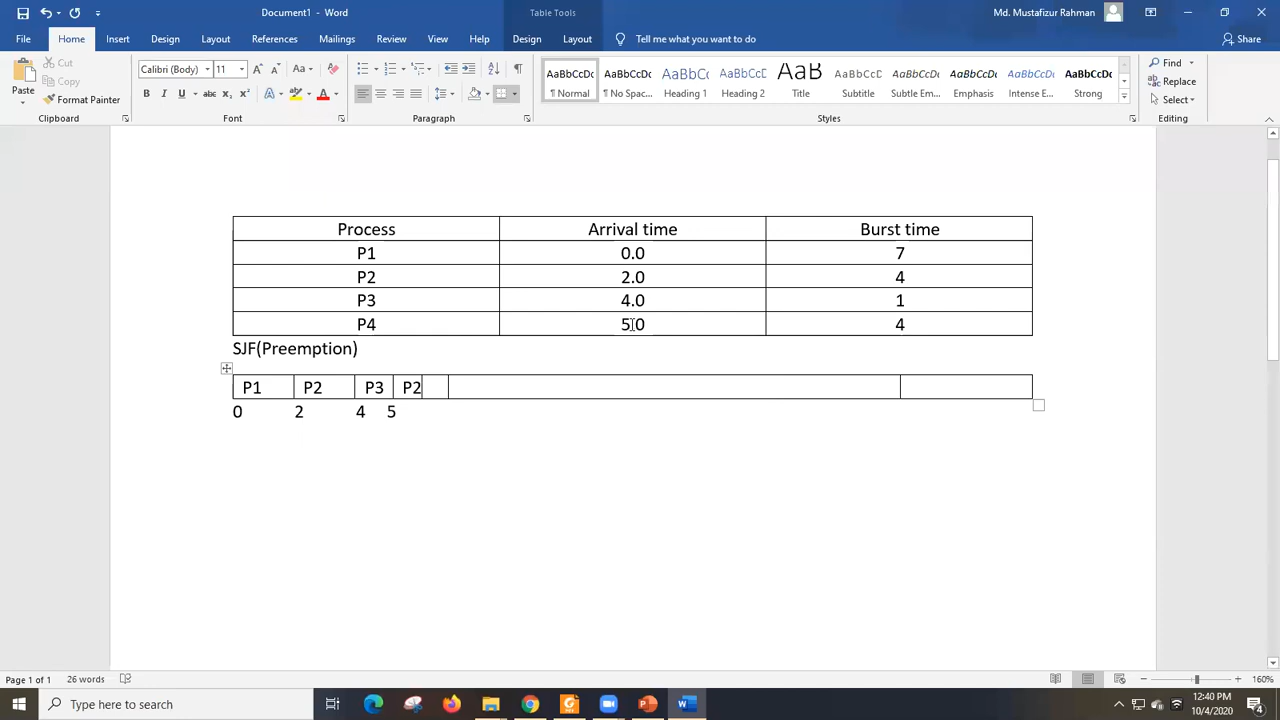 Document1 - Word
Table Tools
Md. Mustafizur Rahman
File Home Insert Design Layout References Mailings Review View Help Design Layout Tell me what you want to do Share
Paste
Cut
Copy
Format Painter
Clipboard
Calibri (Body) 11
Font
Paragraph
AaBbCcDc AaBbCcDc AaBbCc AaBbCcD AaB AaBbCcD AaBbCcDc AaBbCcDc AaBbCcDc AaBbCcDc
¶ Normal ¶ No Spac... Heading 1 Heading 2 Title Subtitle Subtle Em... Emphasis Intense E... Strong
Styles
Find
Replace
Select
Editing
Process Arrival time Burst time
P1 0.0 7
P2 2.0 4
P3 4.0 1
P4 5.0 4
SJF(Preemption)
P1 P2 P3 P2
0 2 4 5
Page 1 of 1 26 words 160%
Type here to search
12:40 PM
10/4/2020
4